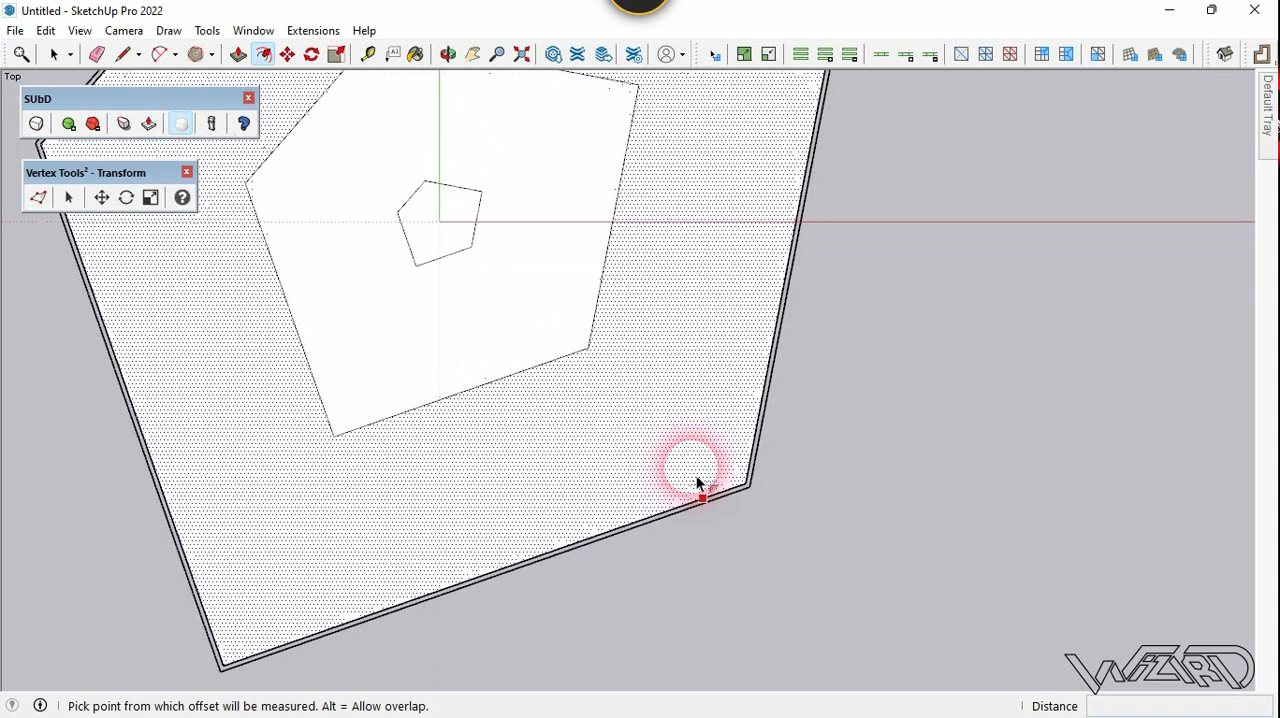 Untitled - SketchUp Pro 2022
File Edit View Camera Draw Tools Window Extensions Help
Top
SUbD
Vertex Tools² - Transform
Default Tray
WiZARD
Pick point from which offset will be measured. Alt = Allow overlap.
Distance